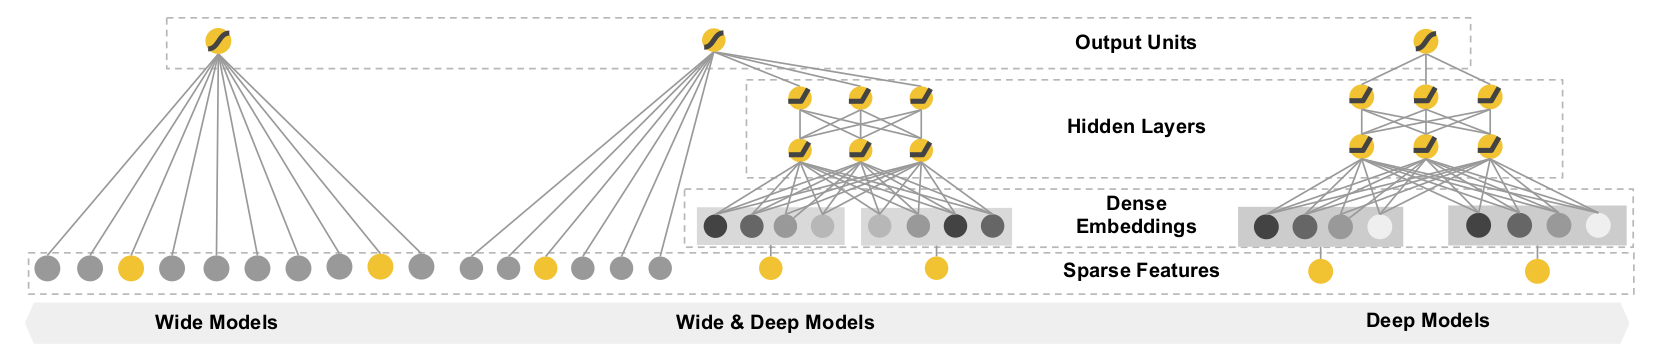 Output Units
Hidden Layers
Dense
Embeddings
Sparse Features
Wide Models
Wide & Deep Models
Deep Models